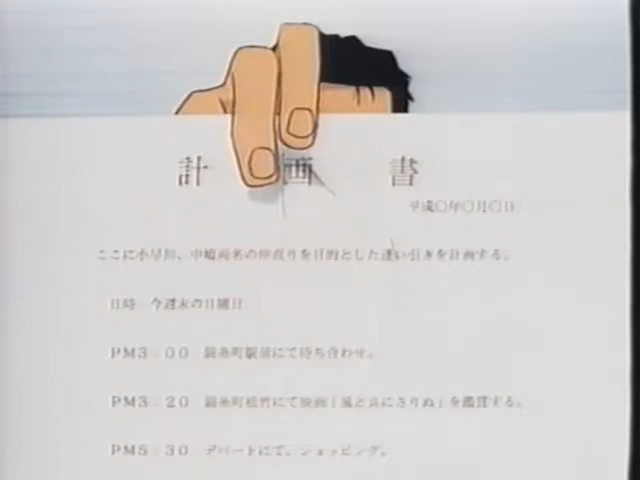 計画書
平成〇年〇月〇日
ここに小早川、中嶋両名の仲直りを目的とした逢い引きを計画する。
日時 今週末の日曜日
PM3:00 錦糸町駅前にて待ち合わせ。
PM3:20 錦糸町松竹にて映画「風と共にさりぬ」を鑑賞する。
PM5:30 デパートにて、ショッピング。